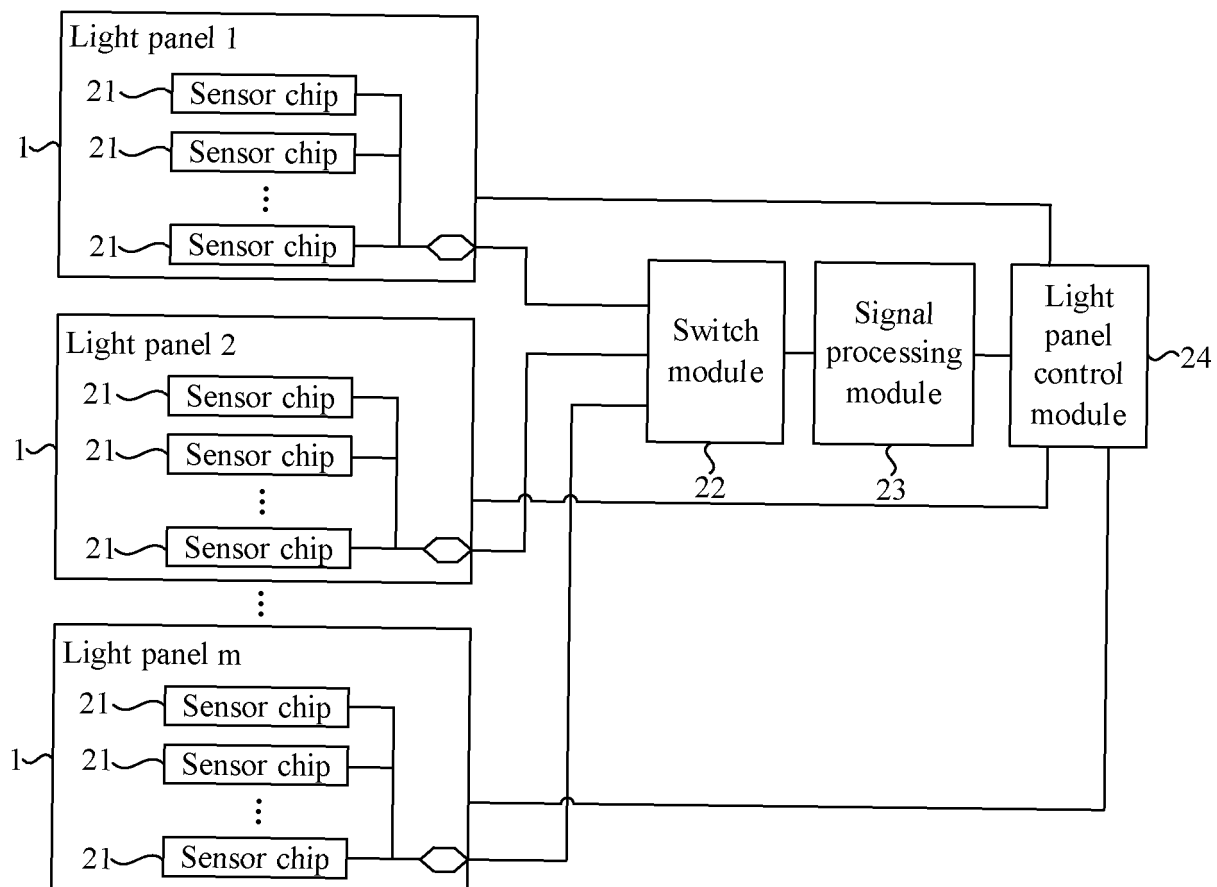 Light panel 1
21 Sensor chip
1 21 Sensor chip
⋮
21 Sensor chip
Light panel 2
21 Sensor chip
1 21 Sensor chip
⋮
21 Sensor chip
⋮
Light panel m
21 Sensor chip
1 21 Sensor chip
⋮
21 Sensor chip
Switch
module
22
Signal
processing
module
23
Light
panel
control
module
24